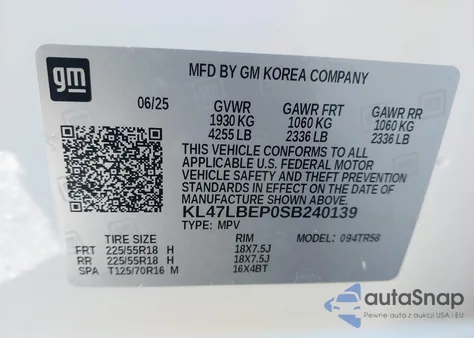 gm
MFD BY GM KOREA COMPANY
06/25 GVWR GAWR FRT GAWR RR
1930 KG 1060 KG 1060 KG
4255 LB 2336 LB 2336 LB
THIS VEHICLE CONFORMS TO ALL
APPLICABLE U.S. FEDERAL MOTOR
VEHICLE SAFETY AND THEFT PREVENTION
STANDARDS IN EFFECT ON THE DATE OF
MANUFACTURE SHOWN ABOVE.
KL47LBEP0SB240139
TYPE: MPV MODEL: 094TR58
TIRE SIZE RIM
FRT 225/55R18 H 18X7.5J
RR 225/55R18 H 18X7.5J
SPA T125/70R16 M 16X4BT
autoSnap
Pewne auta z aukcji USA i EU